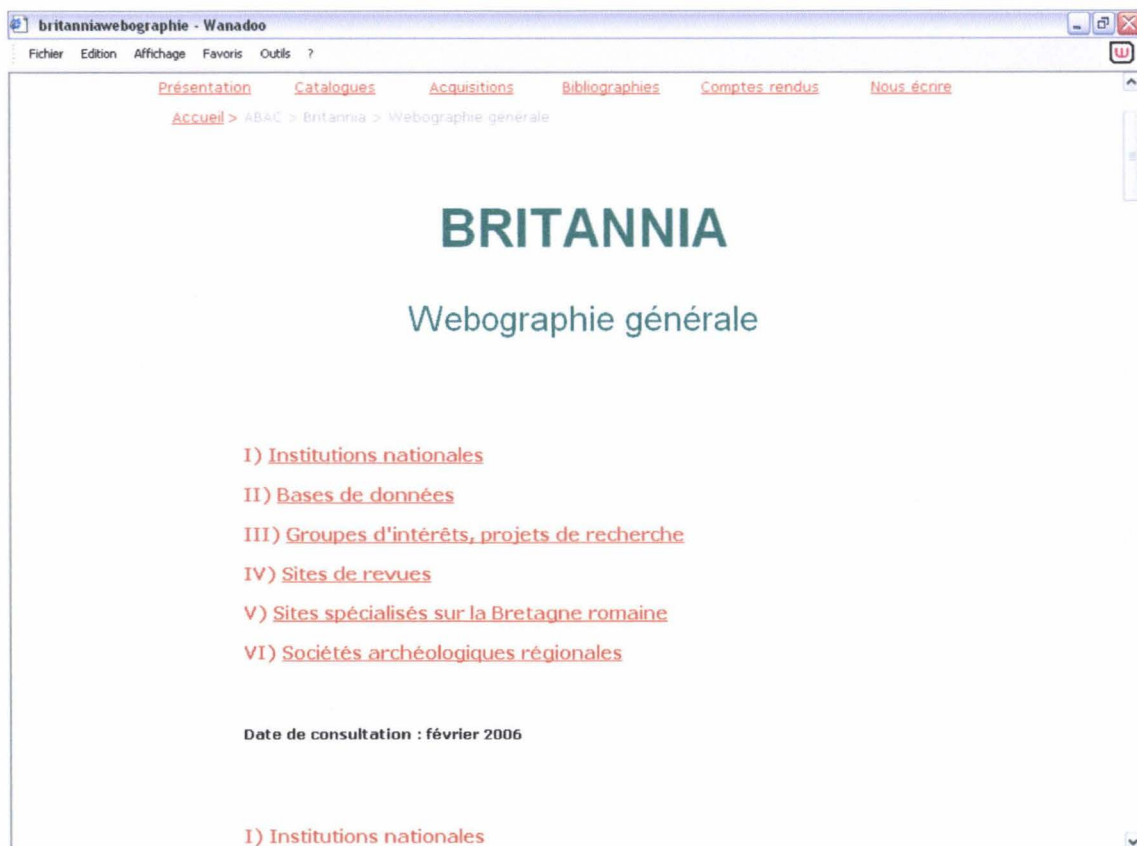 britanniawebographie - Wanadoo
Fichier Edition Affichage Favoris Outils ?
Présentation Catalogues Acquisitions Bibliographies Comptes rendus Nous écrire
Accueil > ABAC > Britannia > Webographie générale
BRITANNIA
Webographie générale
I) Institutions nationales
II) Bases de données
III) Groupes d'intérêts, projets de recherche
IV) Sites de revues
V) Sites spécialisés sur la Bretagne romaine
VI) Sociétés archéologiques régionales
Date de consultation : février 2006
I) Institutions nationales